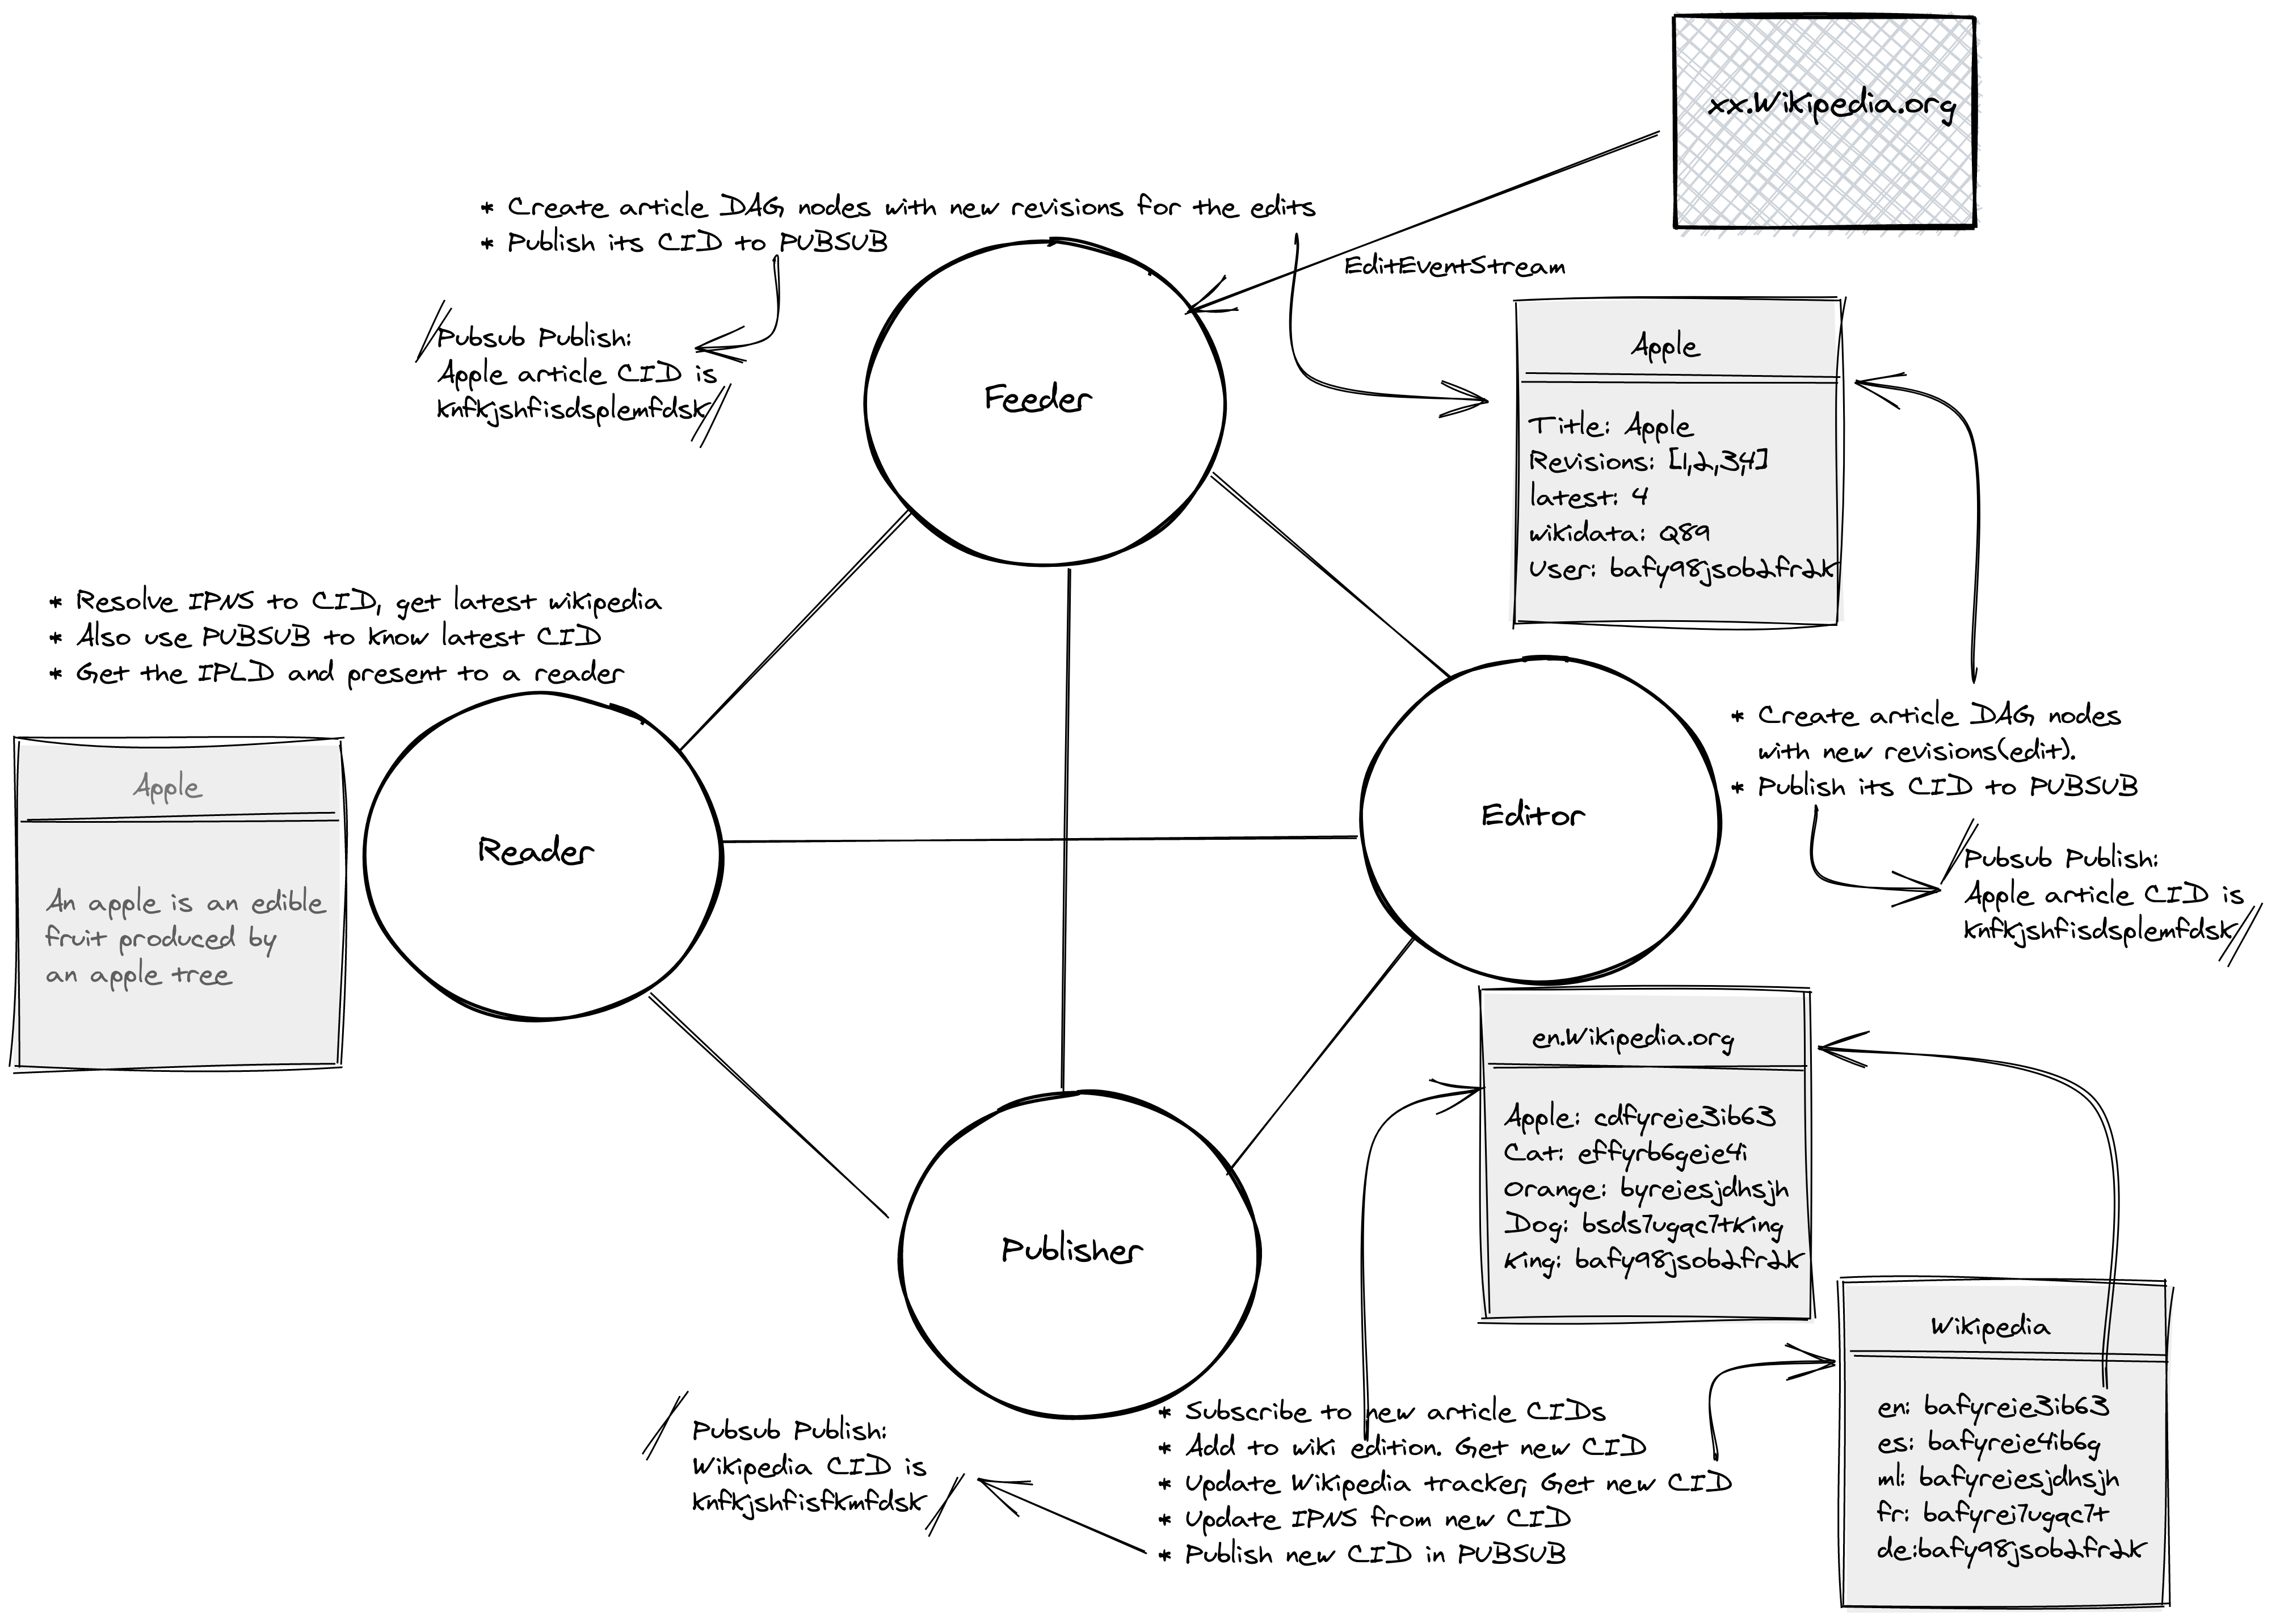 xx.Wikipedia.org
* Create article DAG nodes with new revisions for the edits
* Publish its CID to PUBSUB
EditEventStream
Pubsub Publish:
Apple article CID is
knfkjshfisdsplemfdsk
Feeder
Apple
Title: Apple
Revisions: [1,2,3,4]
latest: 4
wikidata: Q89
User: bafy98jsob2fr2k
* Resolve IPNS to CID, get latest wikipedia
* Also use PUBSUB to know latest CID
* Get the IPLD and present to a reader
Apple
An apple is an edible
fruit produced by
an apple tree
Reader
Editor
* Create article DAG nodes
with new revisions(edit).
* Publish its CID to PUBSUB
Pubsub Publish:
Apple article CID is
knfkjshfisdsplemfdsk
en.Wikipedia.org
Apple: cdfyreie3ib63
Cat: effyrb6geie4i
Orange: byreiesjdhsjh
Dog: bsds7ugqc7tking
King: bafy98jsob2fr2k
Publisher
Wikipedia
en: bafyreie3ib63
es: bafyreie4ib6g
ml: bafyreiesjdhsjh
fr: bafyrei7ugqc7t
de:bafy98jsob2fr2k
Pubsub Publish:
Wikipedia CID is
knfkjshfisfkmfdsk
* Subscribe to new article CIDs
* Add to wiki edition. Get new CID
* Update Wikipedia tracker, Get new CID
* Update IPNS from new CID
* Publish new CID in PUBSUB